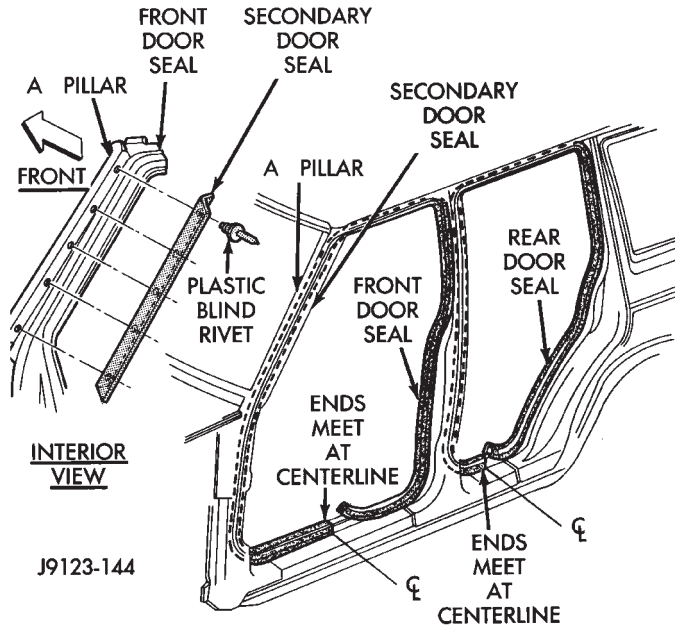 FRONT
DOOR
SEAL
SECONDARY
DOOR
SEAL
A PILLAR
FRONT
SECONDARY
DOOR
SEAL
A PILLAR
PLASTIC
BLIND
RIVET
FRONT
DOOR
SEAL
REAR
DOOR
SEAL
ENDS
MEET
AT
CENTERLINE
INTERIOR
VIEW
℄
ENDS
MEET
AT
CENTERLINE
℄
J9123-144